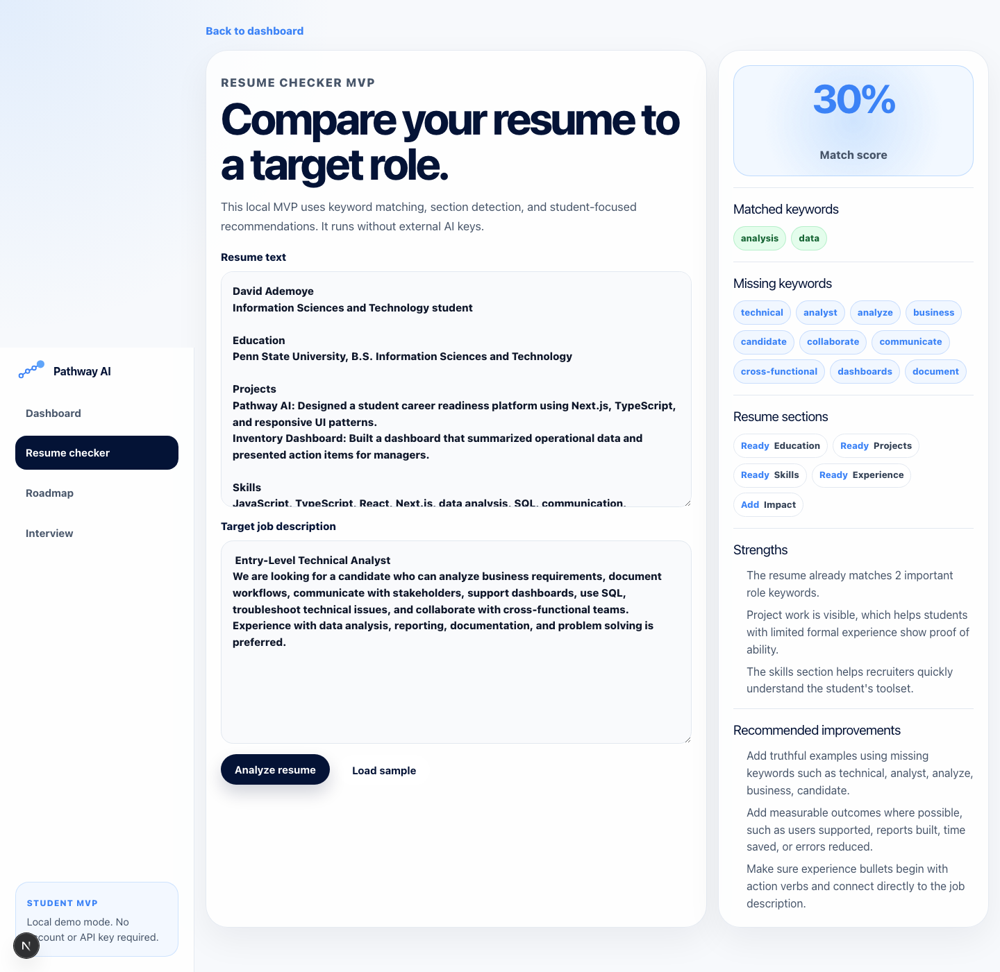 Back to dashboard
RESUME CHECKER MVP
Compare your resume to
a target role.
This local MVP uses keyword matching, section detection, and student-focused
recommendations. It runs without external AI keys.
Resume text
David Ademoye
Information Sciences and Technology student
Education
Penn State University, B.S. Information Sciences and Technology
Projects
Pathway AI: Designed a student career readiness platform using Next.js, TypeScript,
and responsive UI patterns.
Inventory Dashboard: Built a dashboard that summarized operational data and
presented action items for managers.
Skills
JavaScript, TypeScript, React, Next.js, data analysis, SQL, communication,
Target job description
Entry-Level Technical Analyst
We are looking for a candidate who can analyze business requirements, document
workflows, communicate with stakeholders, support dashboards, use SQL,
troubleshoot technical issues, and collaborate with cross-functional teams.
Experience with data analysis, reporting, documentation, and problem solving is
preferred.
Analyze resume
Load sample
30%
Match score
Matched keywords
analysis data
Missing keywords
technical analyst analyze business
candidate collaborate communicate
cross-functional dashboards document
Resume sections
Ready Education Ready Projects
Ready Skills Ready Experience
Add Impact
Strengths
The resume already matches 2 important
role keywords.
Project work is visible, which helps students
with limited formal experience show proof of
ability.
The skills section helps recruiters quickly
understand the student's toolset.
Recommended improvements
Add truthful examples using missing
keywords such as technical, analyst, analyze,
business, candidate.
Add measurable outcomes where possible,
such as users supported, reports built, time
saved, or errors reduced.
Make sure experience bullets begin with
action verbs and connect directly to the job
description.
Pathway AI
Dashboard
Resume checker
Roadmap
Interview
STUDENT MVP
Local demo mode. No
or API key required.
N